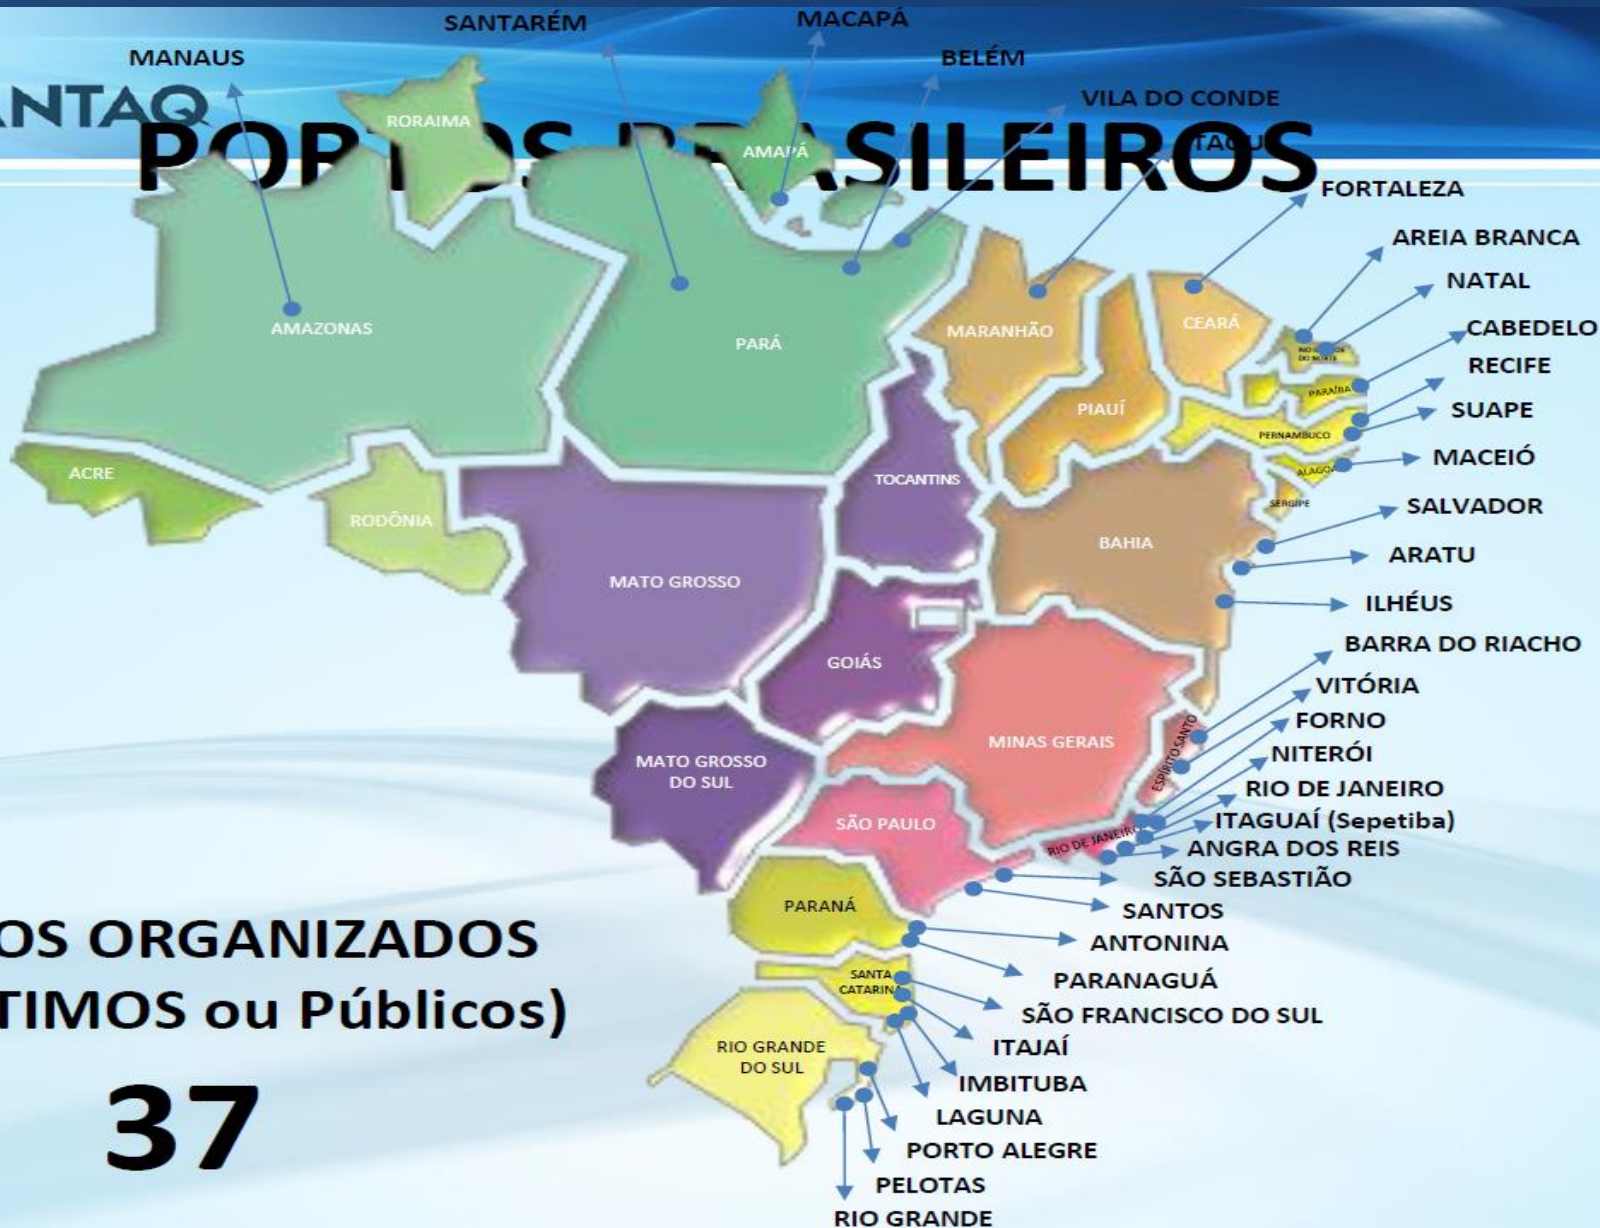 SANTARÉM
MACAPÁ
MANAUS
BELÉM
ANTAQ
RORAIMA
VILA DO CONDE
PORTOS BRASILEIROS
AMAPÁ
FORTALEZA
AREIA BRANCA
NATAL
CABEDELO
AMAZONAS
PARÁ
MARANHÃO
CEARÁ
RECIFE
PARAÍBA
PIAUÍ
SUAPE
PERNAMBUCO
MACEIÓ
ACRE
TOCANTINS
SERGIPE
SALVADOR
RODÔNIA
BAHIA
ARATU
MATO GROSSO
ILHÉUS
BARRA DO RIACHO
GOIÁS
VITÓRIA
FORNO
ESPÍRITO SANTO
MINAS GERAIS
NITERÓI
MATO GROSSO
DO SUL
RIO DE JANEIRO
SÃO PAULO
ITAGUAÍ (Sepetiba)
RIO DE JANEIRO
ANGRA DOS REIS
SÃO SEBASTIÃO
PARANÁ
SANTOS
OS ORGANIZADOS
ANTONINA
SANTA
CATARINA
PARANAGUÁ
TIMOS ou Públicos)
SÃO FRANCISCO DO SUL
RIO GRANDE
DO SUL
ITAJAÍ
IMBITUBA
37
LAGUNA
PORTO ALEGRE
PELOTAS
RIO GRANDE